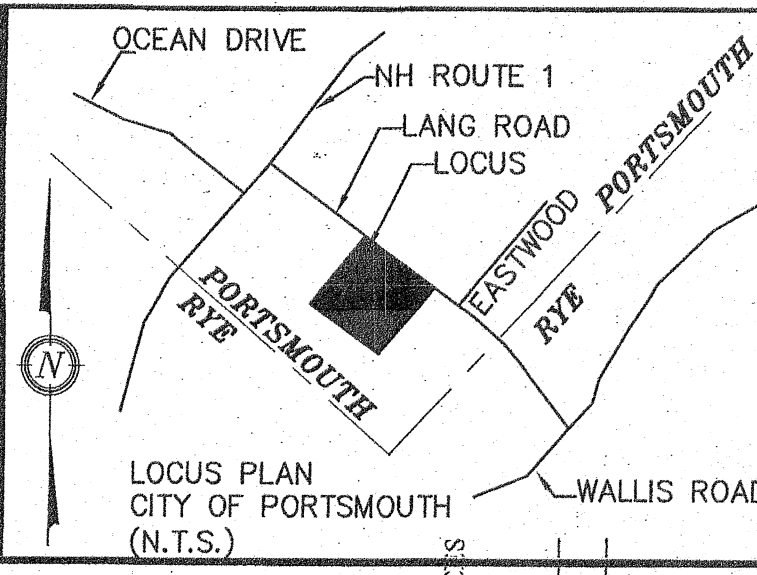 OCEAN DRIVE
NH ROUTE 1
LANG ROAD
LOCUS
EASTWOOD
PORTSMOUTH
RYE
PORTSMOUTH
RYE
N
LOCUS PLAN
CITY OF PORTSMOUTH
(N.T.S.)
WALLIS ROAD